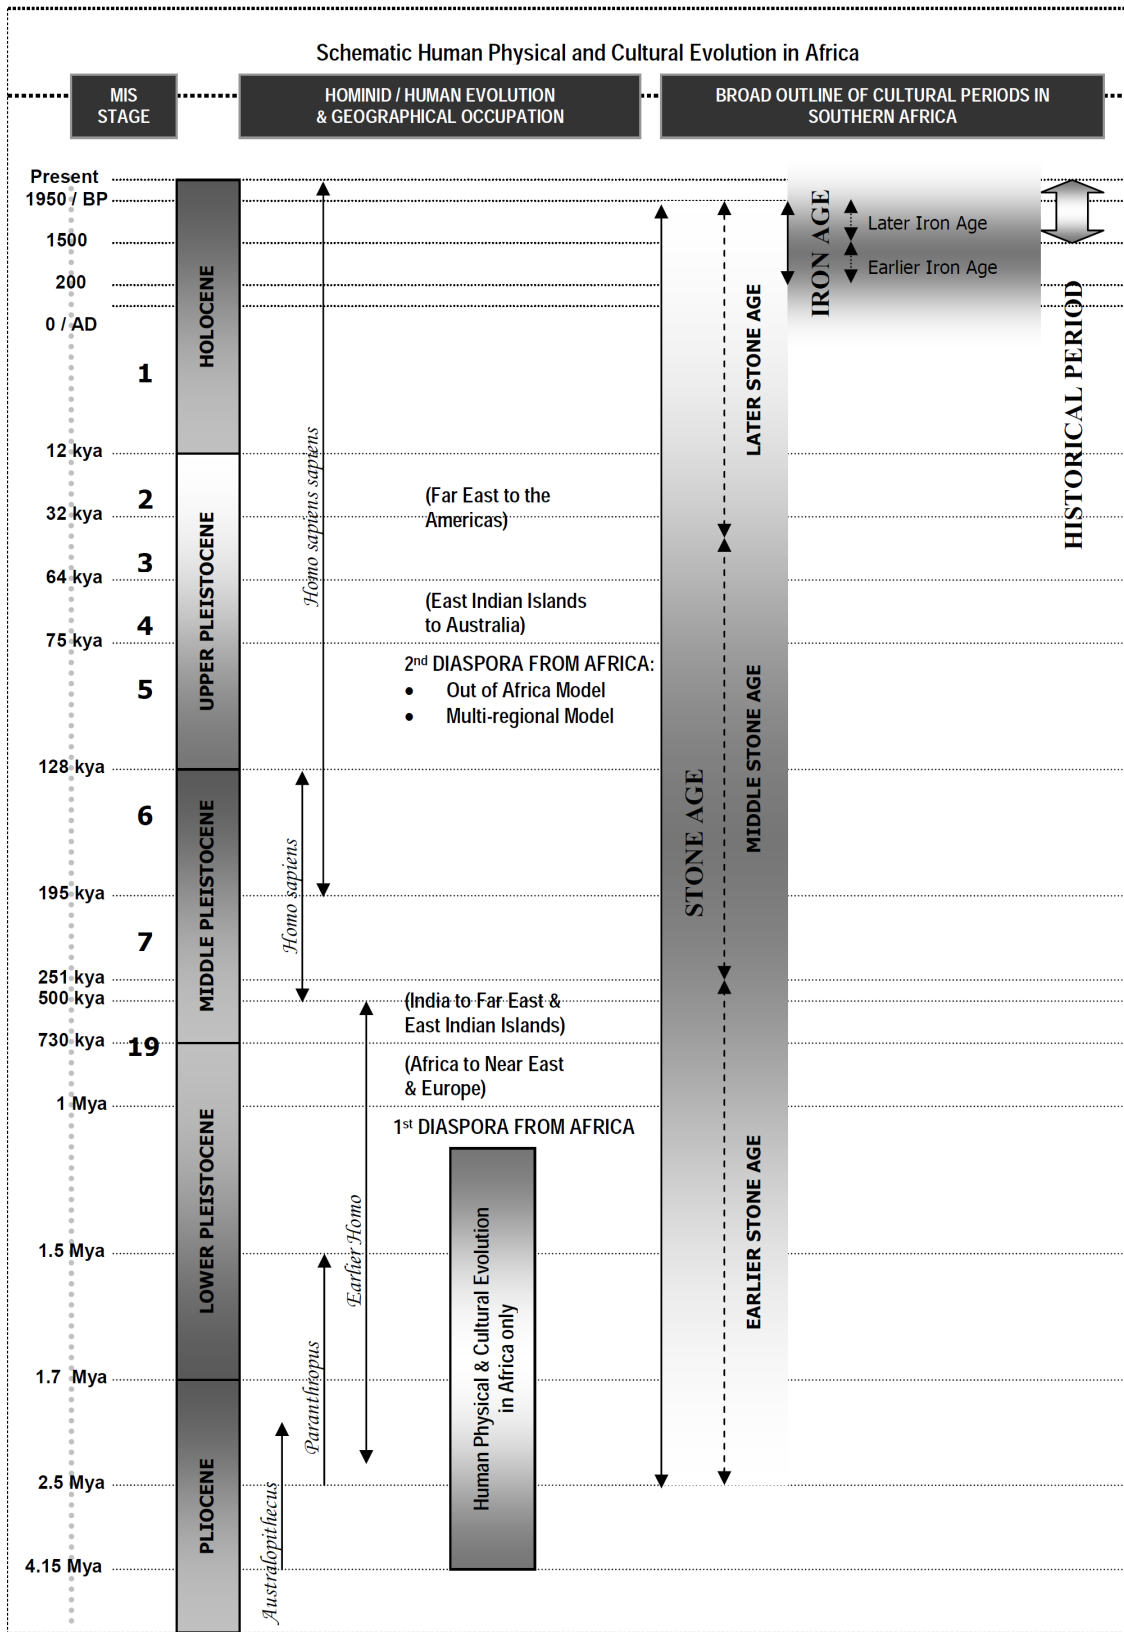 Schematic Human Physical and Cultural Evolution in Africa
MIS
STAGE
HOMINID / HUMAN EVOLUTION
& GEOGRAPHICAL OCCUPATION
BROAD OUTLINE OF CULTURAL PERIODS IN
SOUTHERN AFRICA
Present
1950 / BP
1500
200
0 / AD
12 kya
32 kya
64 kya
75 kya
128 kya
195 kya
251 kya
500 kya
730 kya
1 Mya
1.5 Mya
1.7 Mya
2.5 Mya
4.15 Mya
1
2
3
4
5
6
7
19
HOLOCENE
UPPER PLEISTOCENE
MIDDLE PLEISTOCENE
LOWER PLEISTOCENE
PLIOCENE
Homo sapiens sapiens
Homo sapiens
Earlier Homo
Paranthropus
Australopithecus
(Far East to the
Americas)
(East Indian Islands
to Australia)
2nd DIASPORA FROM AFRICA:
• Out of Africa Model
• Multi-regional Model
(India to Far East &
East Indian Islands)
(Africa to Near East
& Europe)
1st DIASPORA FROM AFRICA
Human Physical & Cultural Evolution
in Africa only
STONE AGE
LATER STONE AGE
MIDDLE STONE AGE
EARLIER STONE AGE
IRON AGE
Later Iron Age
Earlier Iron Age
HISTORICAL PERIOD